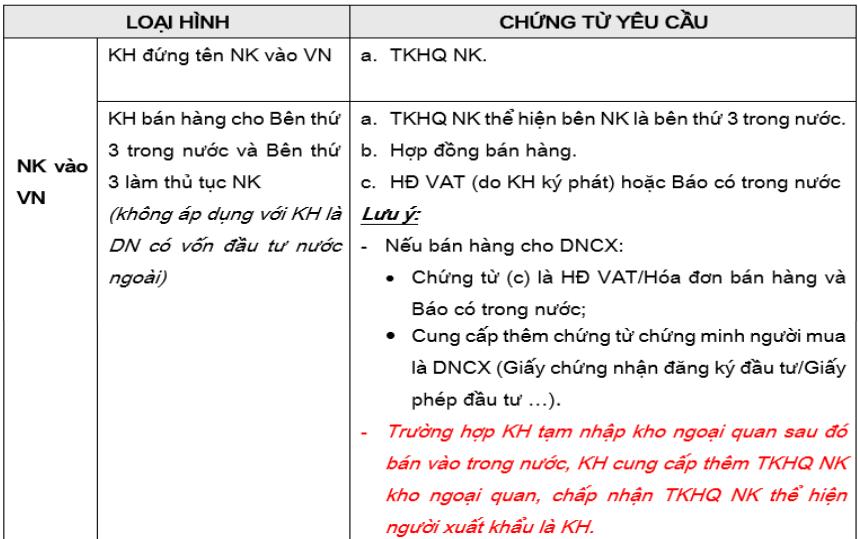 LOẠI HÌNH
CHỨNG TỪ YÊU CẦU
NK vào
VN
KH đứng tên NK vào VN
a. TKHQ NK.
KH bán hàng cho Bên thứ
3 trong nước và Bên thứ
3 làm thủ tục NK
(không áp dụng với KH là
DN có vốn đầu tư nước
ngoài)
a. TKHQ NK thể hiện bên NK là bên thứ 3 trong nước.
b. Hợp đồng bán hàng.
c. HĐ VAT (do KH ký phát) hoặc Báo có trong nước
Lưu ý:
- Nếu bán hàng cho DNCX:
• Chứng từ (c) là HĐ VAT/Hóa đơn bán hàng và
Báo có trong nước;
• Cung cấp thêm chứng từ chứng minh người mua
là DNCX (Giấy chứng nhận đăng ký đầu tư/Giấy
phép đầu tư ...).
- Trường hợp KH tạm nhập kho ngoại quan sau đó
bán vào trong nước, KH cung cấp thêm TKHQ NK
kho ngoại quan, chấp nhận TKHQ NK thể hiện
người xuất khẩu là KH.